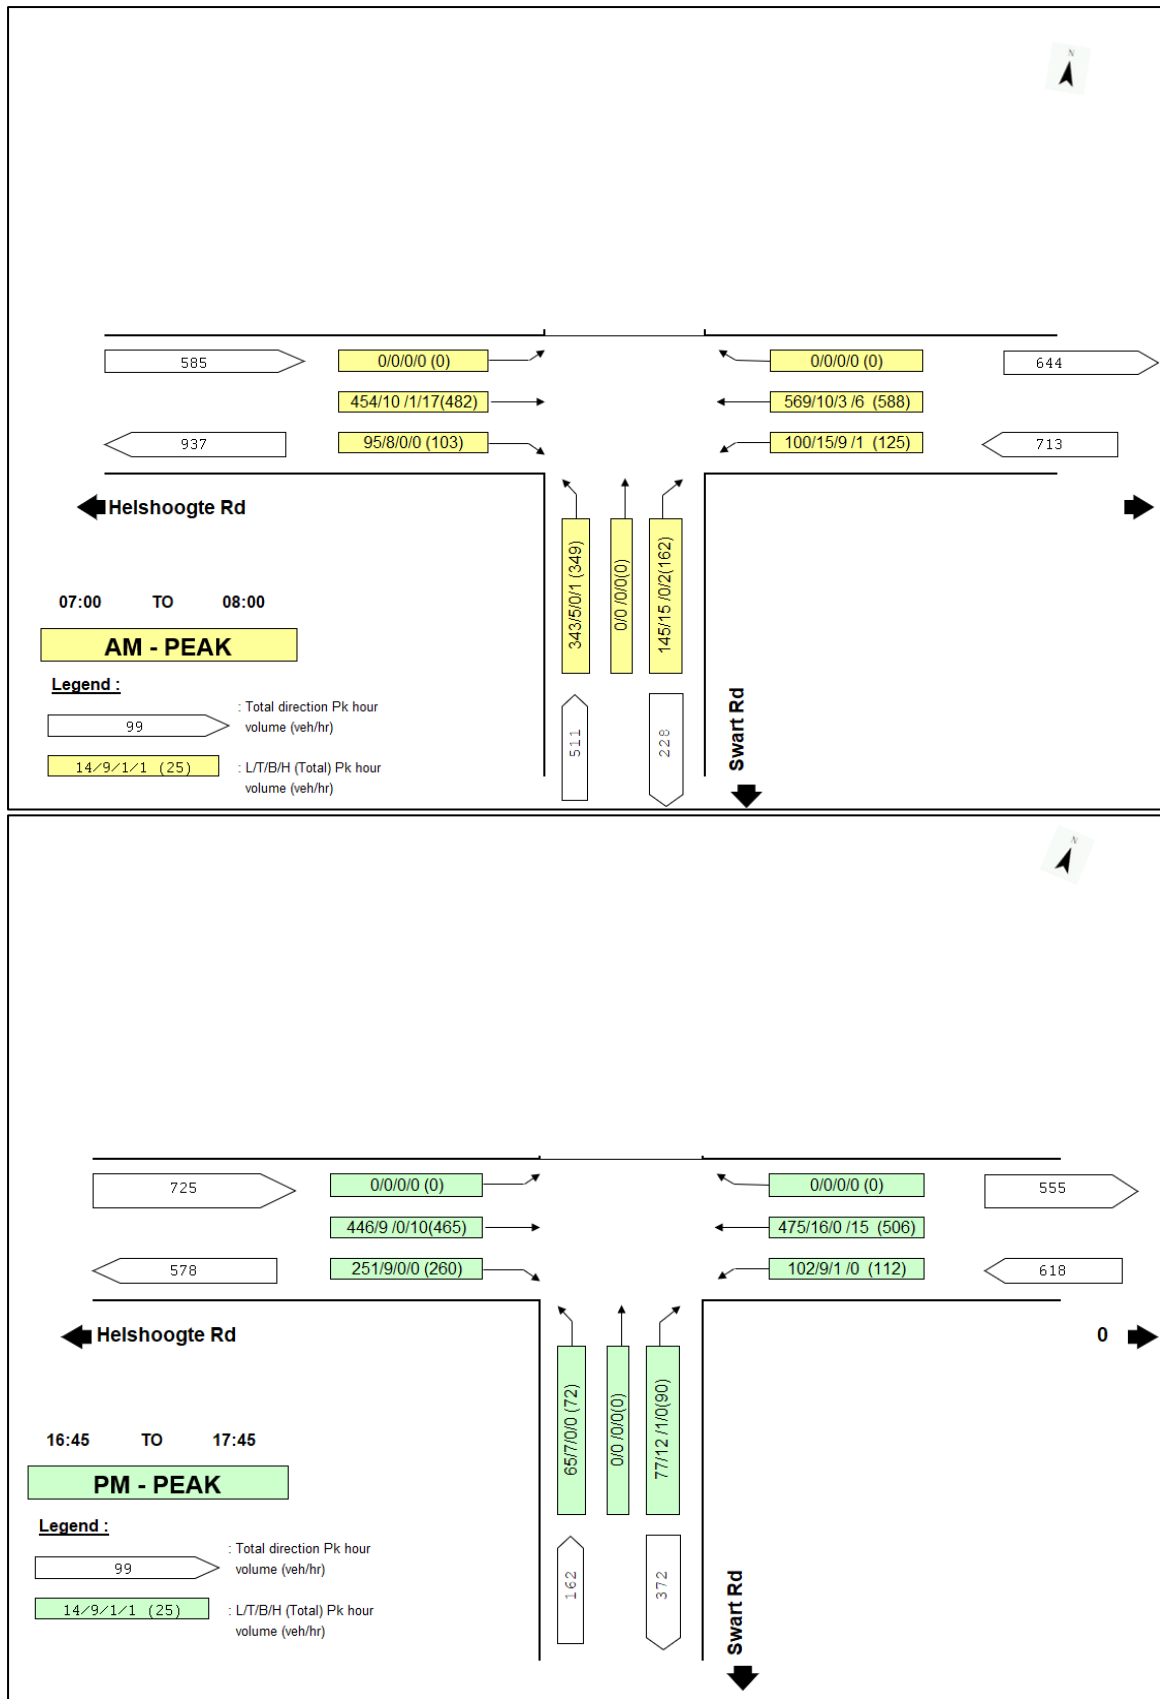 N
585
0/0/0/0 (0)
0/0/0/0 (0)
644
454/10 /1/17(482)
569/10/3 /6 (588)
937
95/8/0/0 (103)
100/15/9 /1 (125)
713
Helshoogte Rd
343/5/0/1 (349)
0/0 /0/0(0)
145/15 /0/2(162)
07:00 TO 08:00
AM - PEAK
Legend :
99
: Total direction Pk hour
volume (veh/hr)
14/9/1/1 (25)
: L/T/B/H (Total) Pk hour
volume (veh/hr)
511
228
Swart Rd
N
725
0/0/0/0 (0)
0/0/0/0 (0)
555
446/9 /0/10(465)
475/16/0 /15 (506)
578
251/9/0/0 (260)
102/9/1 /0 (112)
618
Helshoogte Rd
0
65/7/0/0 (72)
0/0 /0/0(0)
77/12 /1/0(90)
16:45 TO 17:45
PM - PEAK
Legend :
99
: Total direction Pk hour
volume (veh/hr)
14/9/1/1 (25)
: L/T/B/H (Total) Pk hour
volume (veh/hr)
162
372
Swart Rd